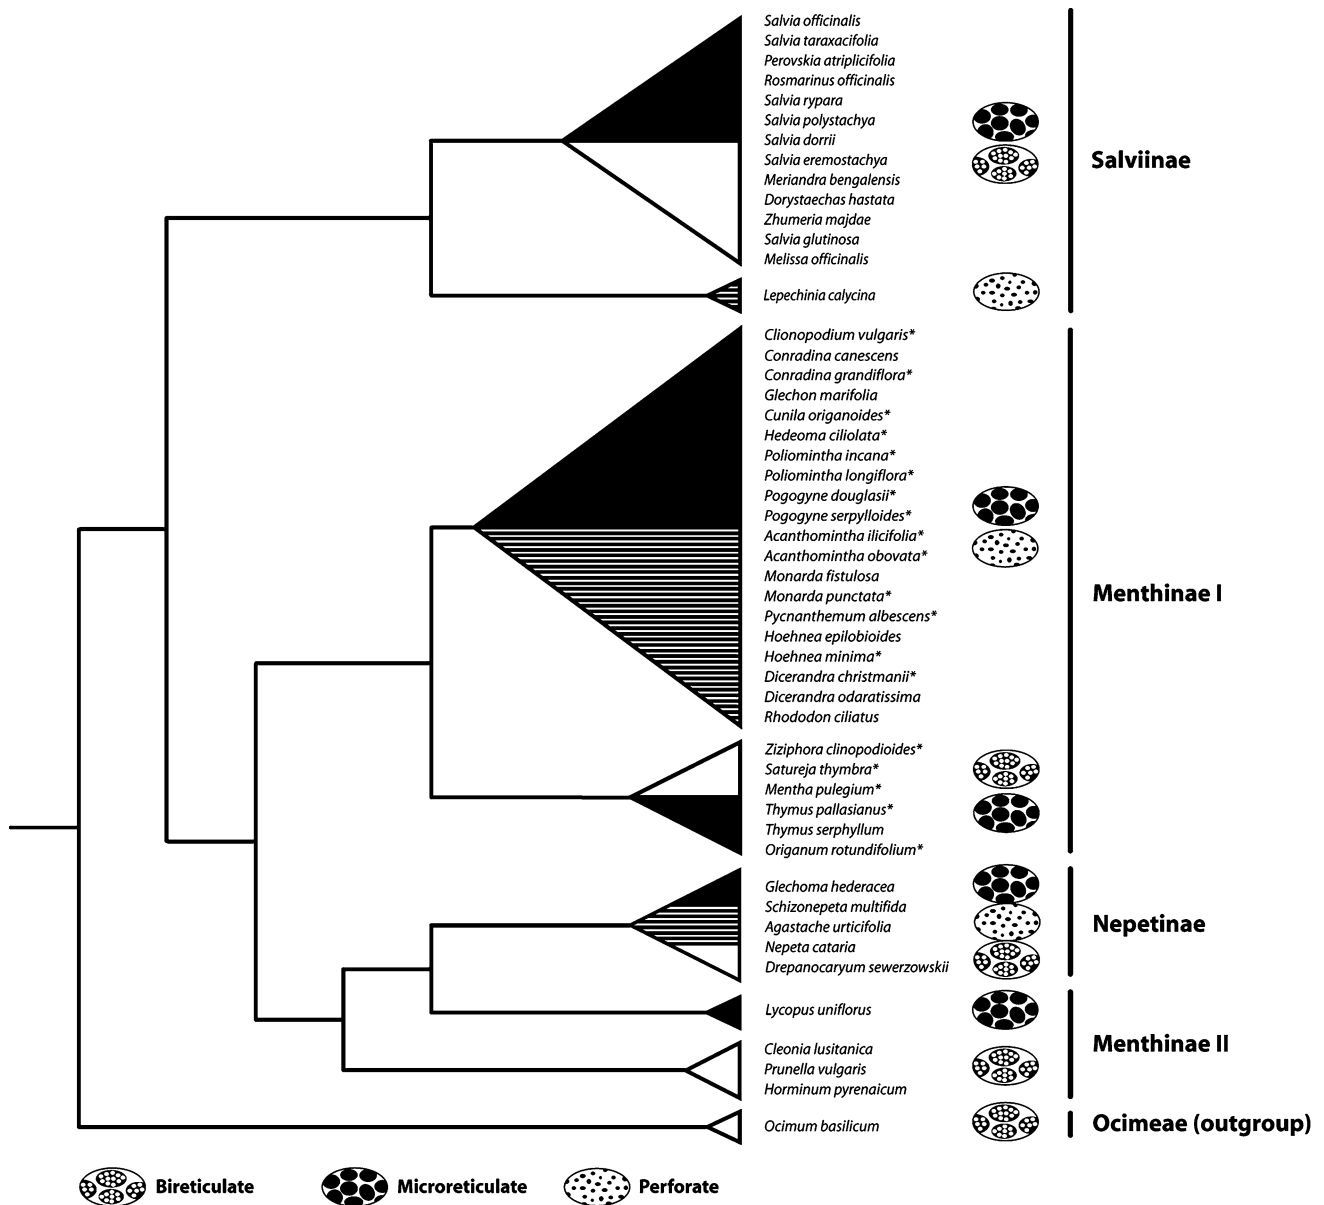 Salvia officinalis
Salvia taraxacifolia
Perovskia atriplicifolia
Rosmarinus officinalis
Salvia rypara
Salvia polystachya
Salvia dorrii
Salvia eremostachya
Meriandra bengalensis
Dorystaechas hastata
Zhumeria majdae
Salvia glutinosa
Melissa officinalis
Lepechinia calycina
Salviinae
Clionopodium vulgaris*
Conradina canescens
Conradina grandiflora*
Glechon marifolia
Cunila origanoides*
Hedeoma ciliolata*
Poliomintha incana*
Poliomintha longiflora*
Pogogyne douglasii*
Pogogyne serpylloides*
Acanthomintha ilicifolia*
Acanthomintha obovata*
Monarda fistulosa
Monarda punctata*
Pycnanthemum albescens*
Hoehnea epilobioides
Hoehnea minima*
Dicerandra christmanii*
Dicerandra odaratissima
Rhododon ciliatus
Ziziphora clinopodioides*
Satureja thymbra*
Mentha pulegium*
Thymus pallasianus*
Thymus serphyllum
Origanum rotundifolium*
Menthinae I
Glechoma hederacea
Schizonepeta multifida
Agastache urticifolia
Nepeta cataria
Drepanocaryum sewerzowskii
Nepetinae
Lycopus uniflorus
Cleonia lusitanica
Prunella vulgaris
Horminum pyrenaicum
Menthinae II
Ocimum basilicum
Ocimeae (outgroup)
Bireticulate
Microreticulate
Perforate